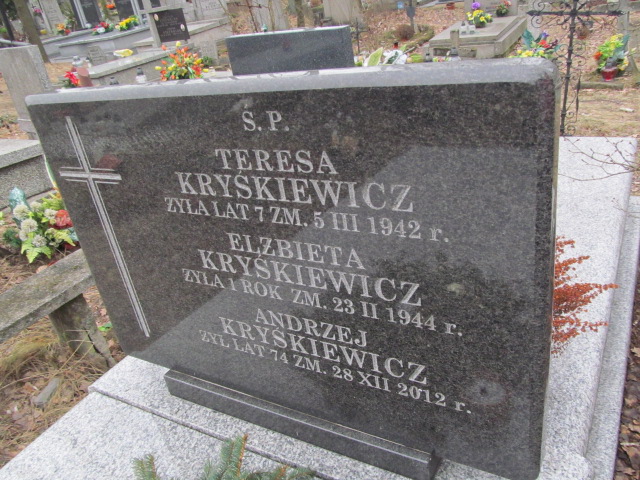 Ś.P.
TERESA
KRYŚKIEWICZ
ŻYŁA LAT 7 ZM. 5 III 1942 r.
ELŻBIETA
KRYŚKIEWICZ
ŻYŁA 1 ROK ZM. 23 II 1944 r.
ANDRZEJ
KRYŚKIEWICZ
ŻYŁ LAT 74 ZM. 28 XII 2012 r.